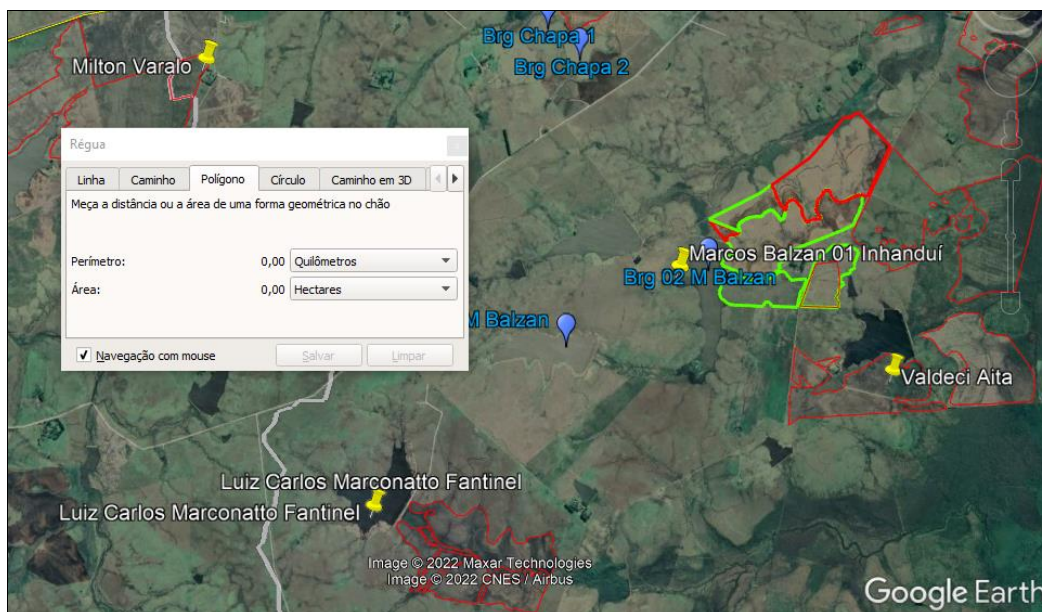 Brg Chapa 1
Milton Varalo
Brg Chapa 2
Régua
Linha Caminho Polígono Círculo Caminho em 3D
Meça a distância ou a área de uma forma geométrica no chão
Perímetro: 0,00 Quilômetros
Área: 0,00 Hectares
Navegação com mouse Salvar Limpar
Marcos Balzan 01 Inhanduí
Brg 02 M Balzan
M Balzan
Valdeci Aita
Luiz Carlos Marconatto Fantinel
Luiz Carlos Marconatto Fantinel
Image © 2022 Maxar Technologies
Image © 2022 CNES / Airbus
Google Earth